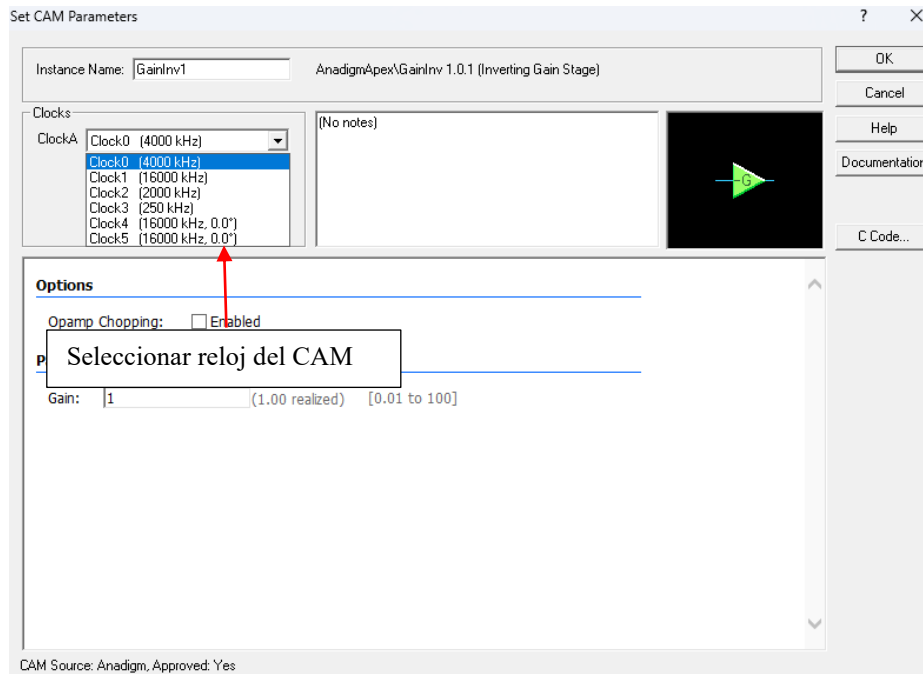 Set CAM Parameters
?
Instance Name: GainInv1
AnadigmApex\GainInv 1.0.1 (Inverting Gain Stage)
OK
Cancel
Help
Documentation
C Code...
Clocks
ClockA Clock0 (4000 kHz)
Clock0 (4000 kHz)
Clock1 (16000 kHz)
Clock2 (2000 kHz)
Clock3 (250 kHz)
Clock4 (16000 kHz, 0.0°)
Clock5 (16000 kHz, 0.0°)
(No notes)
G
Options
Opamp Chopping: Enabled
Seleccionar reloj del CAM
P
Gain: 1 (1.00 realized) [0.01 to 100]
CAM Source: Anadigm, Approved: Yes